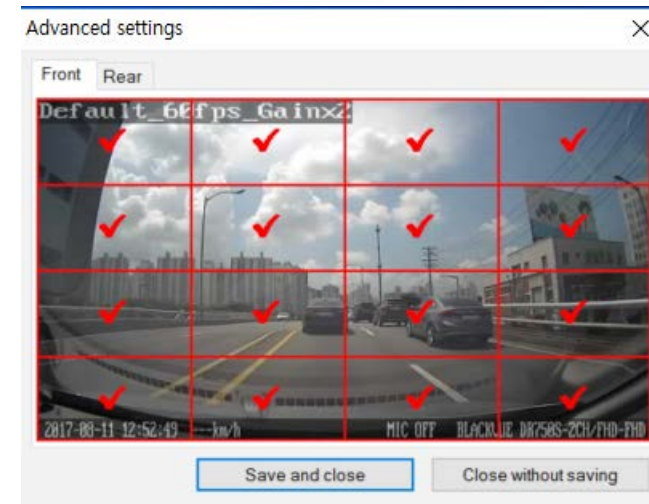 Advanced settings
Front Rear
Default_60fps_Gainx2
2017-08-11 12:52:49 ---km/h MIC OFF BLACKVUE DR750S-2CH/FHD-FHD
Save and close Close without saving